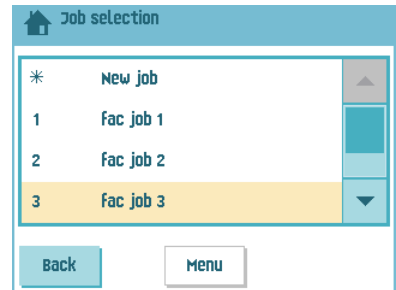 Job selection
* New job
1 Fac job 1
2 Fac job 2
3 Fac job 3
Back Menu